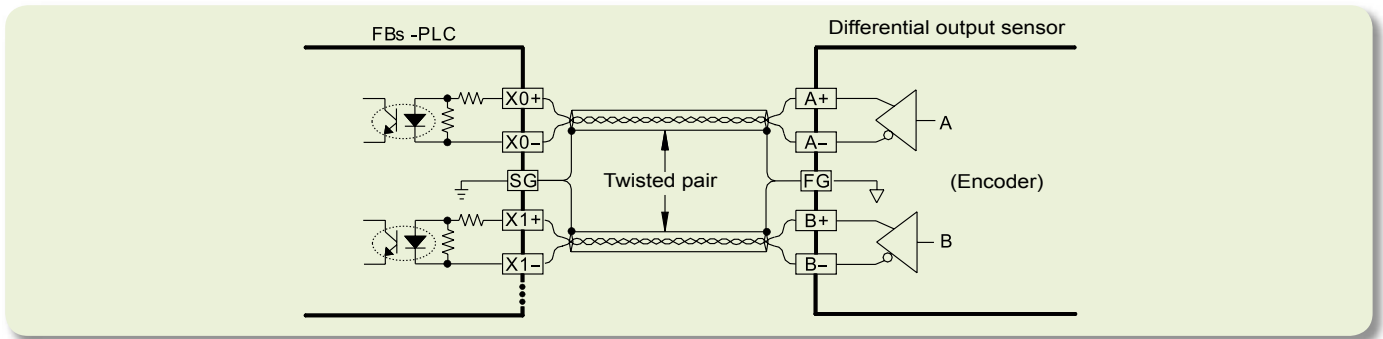 FBs -PLC
Differential output sensor
X0+
A+
A
X0–
A–
SG
Twisted pair
FG
(Encoder)
X1+
B+
B
X1–
B–